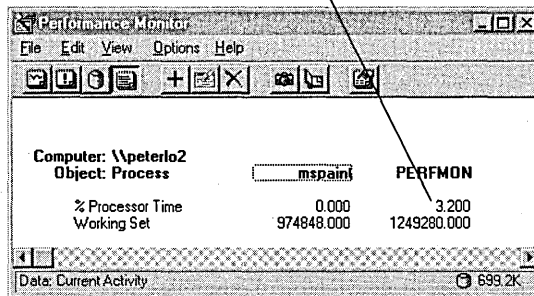 Performance Monitor
File Edit View Options Help
Computer: \\peterlo2
Object: Process mspaint PERFMON
% Processor Time 0.000 3.200
Working Set 974848.000 1249280.000
Data: Current Activity 699.2K